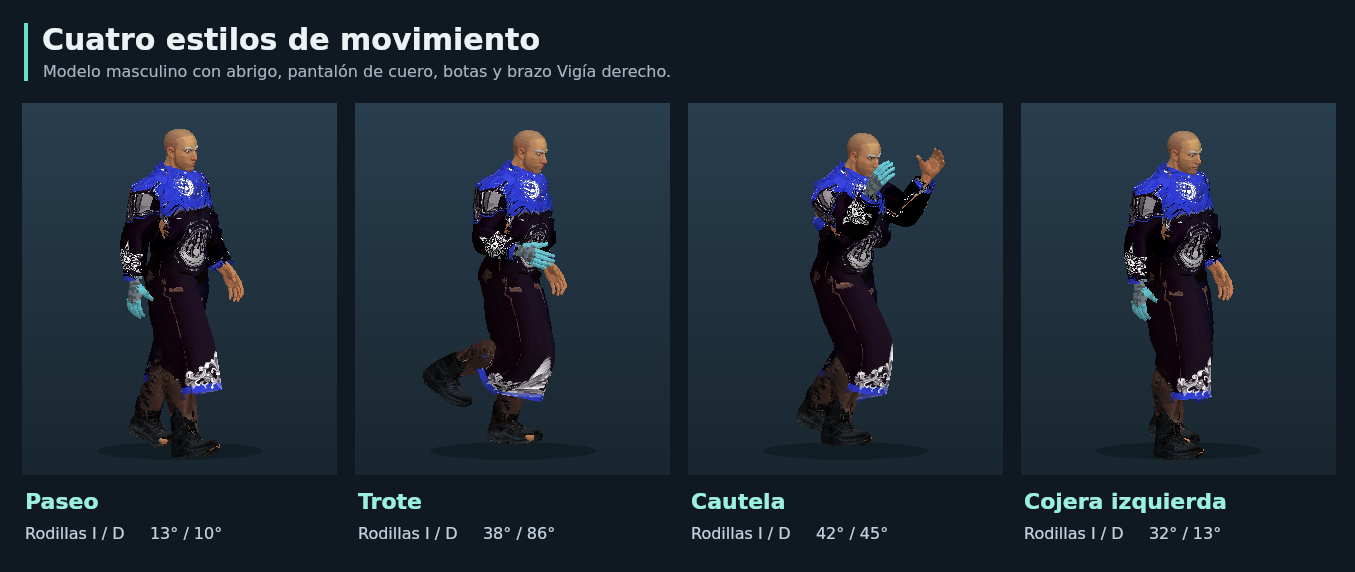 Cuatro estilos de movimiento
Modelo masculino con abrigo, pantalón de cuero, botas y brazo Vigía derecho.
Paseo
Rodillas I / D 13° / 10°
Trote
Rodillas I / D 38° / 86°
Cautela
Rodillas I / D 42° / 45°
Cojera izquierda
Rodillas I / D 32° / 13°